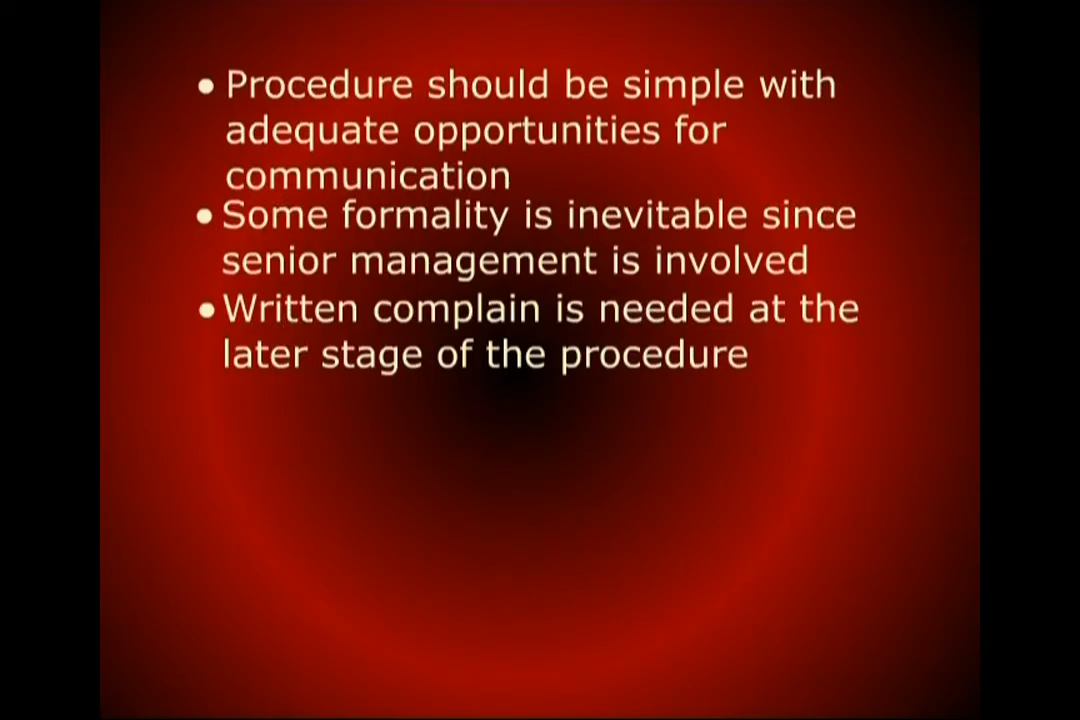 • Procedure should be simple with
adequate opportunities for
communication
• Some formality is inevitable since
senior management is involved
• Written complain is needed at the
later stage of the procedure